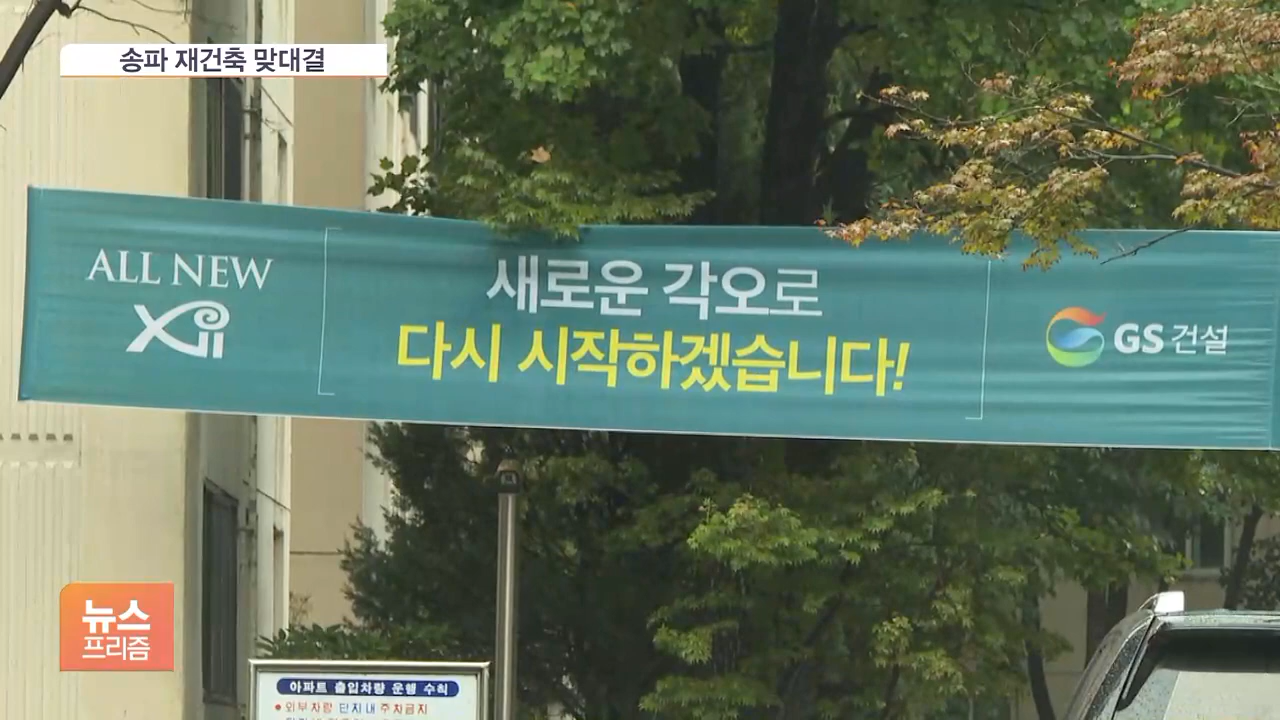 송파 재건축 맞대결
ALL NEW
Xii
새로운 각오로
다시 시작하겠습니다!
GS건설
뉴스
프리즘
아파트 출입차량 운행 수칙
외부차량 단지내 주차금지